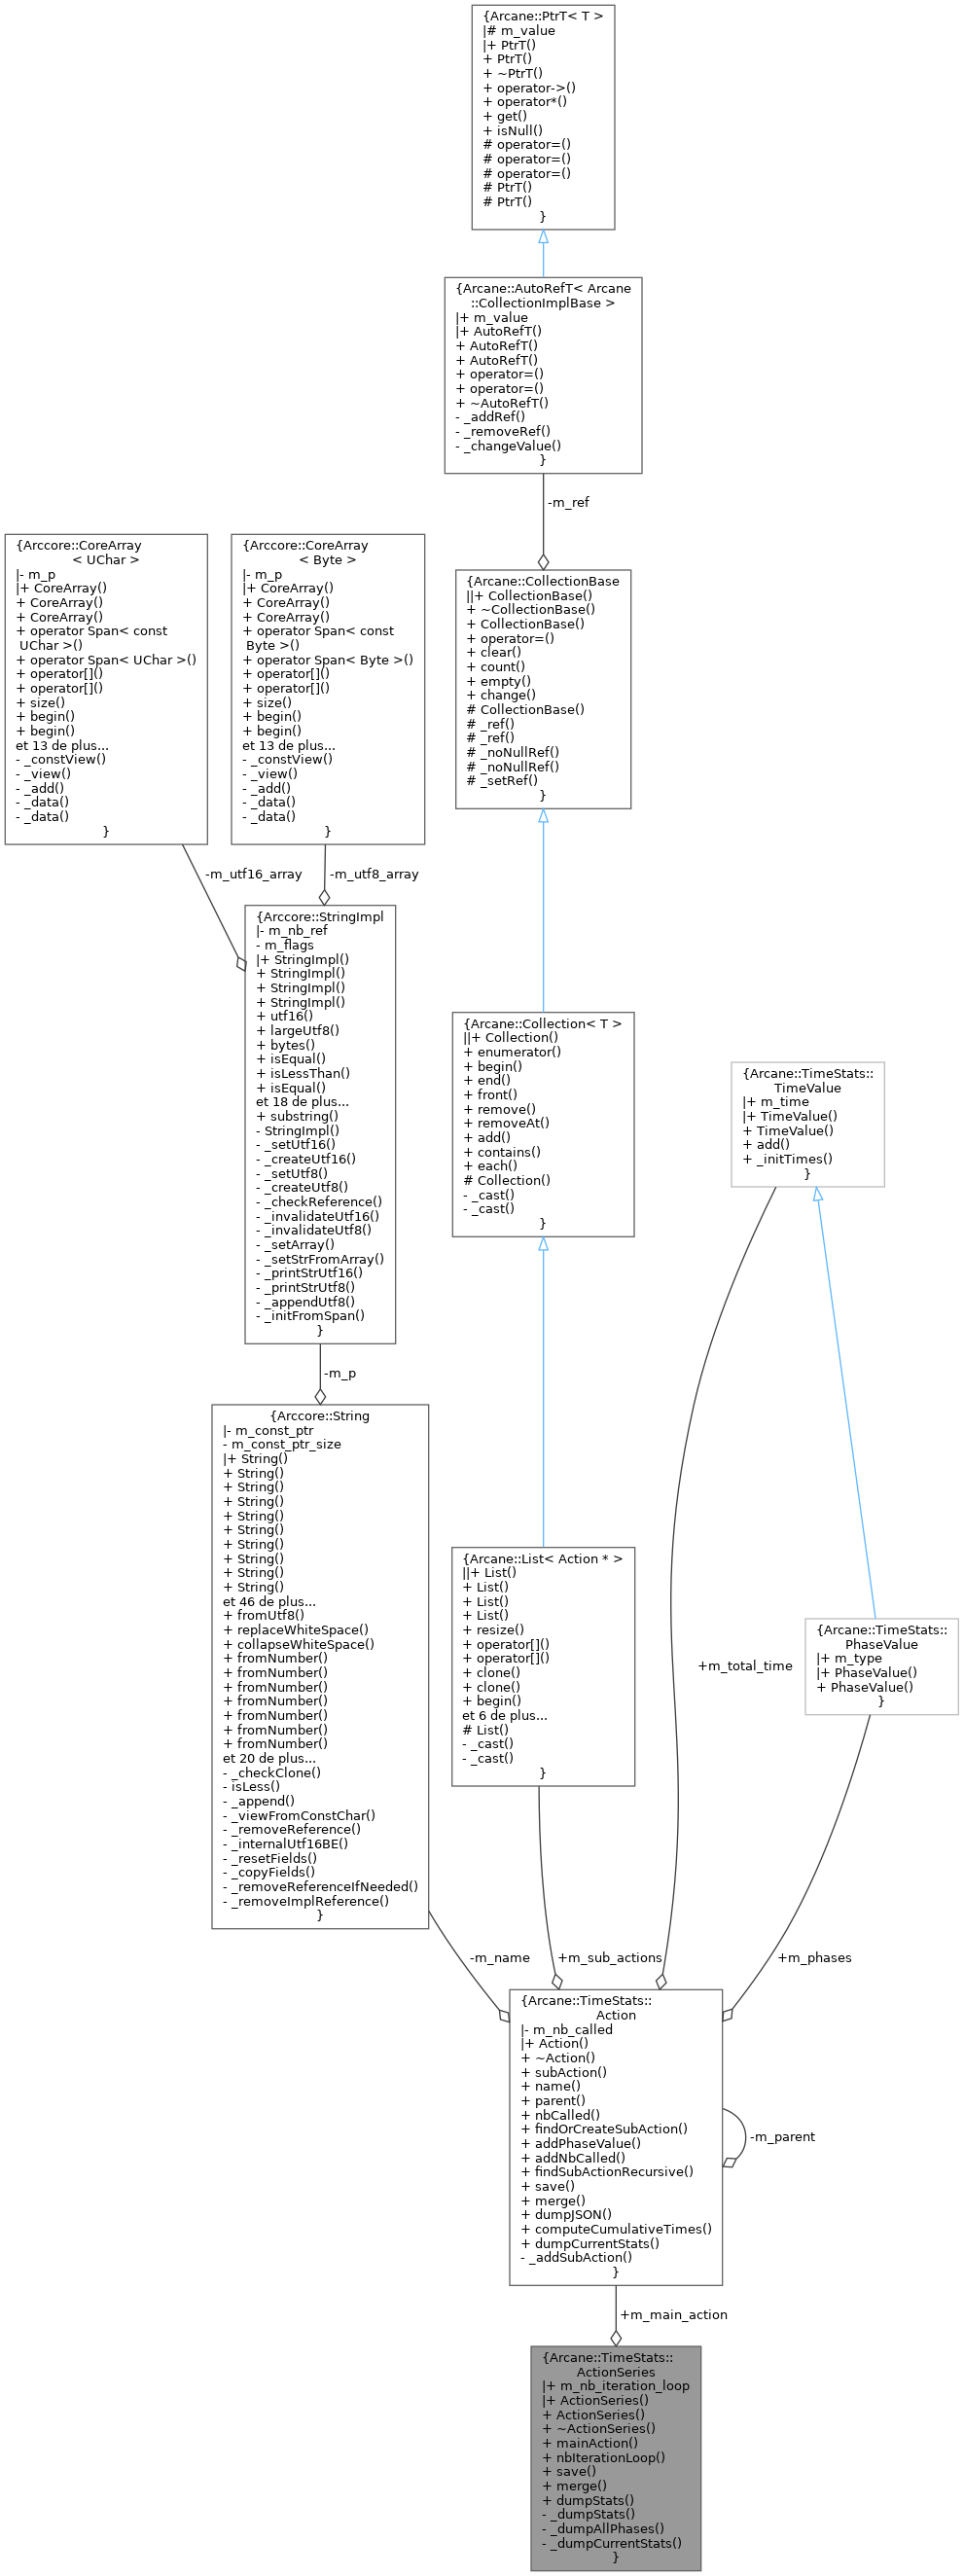 {Arcane::PtrT< T >
|# m_value
|+ PtrT()
+ PtrT()
+ ~PtrT()
+ operator->()
+ operator*()
+ get()
+ isNull()
# operator=()
# operator=()
# operator=()
# PtrT()
# PtrT()
}
{Arcane::AutoRefT< Arcane
::CollectionImplBase >
|+ m_value
|+ AutoRefT()
+ AutoRefT()
+ AutoRefT()
+ operator=()
+ operator=()
+ ~AutoRefT()
- _addRef()
- _removeRef()
- _changeValue()
}
-m_ref
{Arccore::CoreArray
< UChar >
|- m_p
|+ CoreArray()
+ CoreArray()
+ CoreArray()
+ operator Span< const
UChar >()
+ operator Span< UChar >()
+ operator[]()
+ operator[]()
+ size()
+ begin()
+ begin()
et 13 de plus...
- _constView()
- _view()
- _add()
- _data()
- _data()
}
{Arccore::CoreArray
< Byte >
|- m_p
|+ CoreArray()
+ CoreArray()
+ CoreArray()
+ operator Span< const
Byte >()
+ operator Span< Byte >()
+ operator[]()
+ operator[]()
+ size()
+ begin()
+ begin()
et 13 de plus...
- _constView()
- _view()
- _add()
- _data()
- _data()
}
{Arcane::CollectionBase
||+ CollectionBase()
+ ~CollectionBase()
+ CollectionBase()
+ operator=()
+ clear()
+ count()
+ empty()
+ change()
# CollectionBase()
# _ref()
# _ref()
# _noNullRef()
# _noNullRef()
# _setRef()
}
-m_utf16_array
-m_utf8_array
{Arccore::StringImpl
|- m_nb_ref
- m_flags
|+ StringImpl()
+ StringImpl()
+ StringImpl()
+ StringImpl()
+ utf16()
+ largeUtf8()
+ bytes()
+ isEqual()
+ isLessThan()
+ isEqual()
et 18 de plus...
+ substring()
- StringImpl()
- _setUtf16()
- _createUtf16()
- _setUtf8()
- _createUtf8()
- _checkReference()
- _invalidateUtf16()
- _invalidateUtf8()
- _setArray()
- _setStrFromArray()
- _printStrUtf16()
- _printStrUtf8()
- _appendUtf8()
- _initFromSpan()
}
{Arcane::Collection< T >
||+ Collection()
+ enumerator()
+ begin()
+ end()
+ front()
+ remove()
+ removeAt()
+ add()
+ contains()
+ each()
# Collection()
- _cast()
- _cast()
}
{Arcane::TimeStats::
TimeValue
|+ m_time
|+ TimeValue()
+ TimeValue()
+ add()
+ _initTimes()
}
-m_p
{Arccore::String
|- m_const_ptr
- m_const_ptr_size
|+ String()
+ String()
+ String()
+ String()
+ String()
+ String()
+ String()
+ String()
+ String()
+ String()
et 46 de plus...
+ fromUtf8()
+ replaceWhiteSpace()
+ collapseWhiteSpace()
+ fromNumber()
+ fromNumber()
+ fromNumber()
+ fromNumber()
+ fromNumber()
+ fromNumber()
+ fromNumber()
et 20 de plus...
- _checkClone()
- isLess()
- _append()
- _viewFromConstChar()
- _removeReference()
- _internalUtf16BE()
- _resetFields()
- _copyFields()
- _removeReferenceIfNeeded()
- _removeImplReference()
}
{Arcane::List< Action * >
||+ List()
+ List()
+ List()
+ List()
+ resize()
+ operator[]()
+ operator[]()
+ clone()
+ clone()
+ begin()
et 6 de plus...
# List()
- _cast()
- _cast()
}
+m_total_time
{Arcane::TimeStats::
PhaseValue
|+ m_type
|+ PhaseValue()
+ PhaseValue()
}
-m_name
+m_sub_actions
+m_phases
{Arcane::TimeStats::
Action
|- m_nb_called
|+ Action()
+ ~Action()
+ subAction()
+ name()
+ parent()
+ nbCalled()
+ findOrCreateSubAction()
+ addPhaseValue()
+ addNbCalled()
+ findSubActionRecursive()
+ save()
+ merge()
+ dumpJSON()
+ computeCumulativeTimes()
+ dumpCurrentStats()
- _addSubAction()
}
-m_parent
+m_main_action
{Arcane::TimeStats::
ActionSeries
|+ m_nb_iteration_loop
|+ ActionSeries()
+ ActionSeries()
+ ~ActionSeries()
+ mainAction()
+ nbIterationLoop()
+ save()
+ merge()
+ dumpStats()
- _dumpStats()
- _dumpAllPhases()
- _dumpCurrentStats()
}